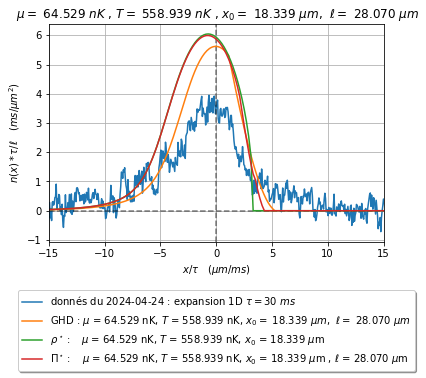 μ = 64.529 nK , T = 558.939 nK , x₀ = 18.339 μm, ℓ = 28.070 μm
n(x) * τ/ℓ (ms/μm²)
6
5
4
3
2
1
0
−1
−15
−10
−5
0
5
10
15
x/τ (μm/ms)
donnés du 2024-04-24 : expansion 1D τ = 30 ms
GHD : μ = 64.529 nK, T = 558.939 nK, x₀ = 18.339 μm, ℓ = 28.070 μm
ρ⋆ : μ = 64.529 nK, T = 558.939 nK, x₀ = 18.339 μm
Π⋆ : μ = 64.529 nK, T = 558.939 nK, x₀ = 18.339 μm , ℓ = 28.070 μm